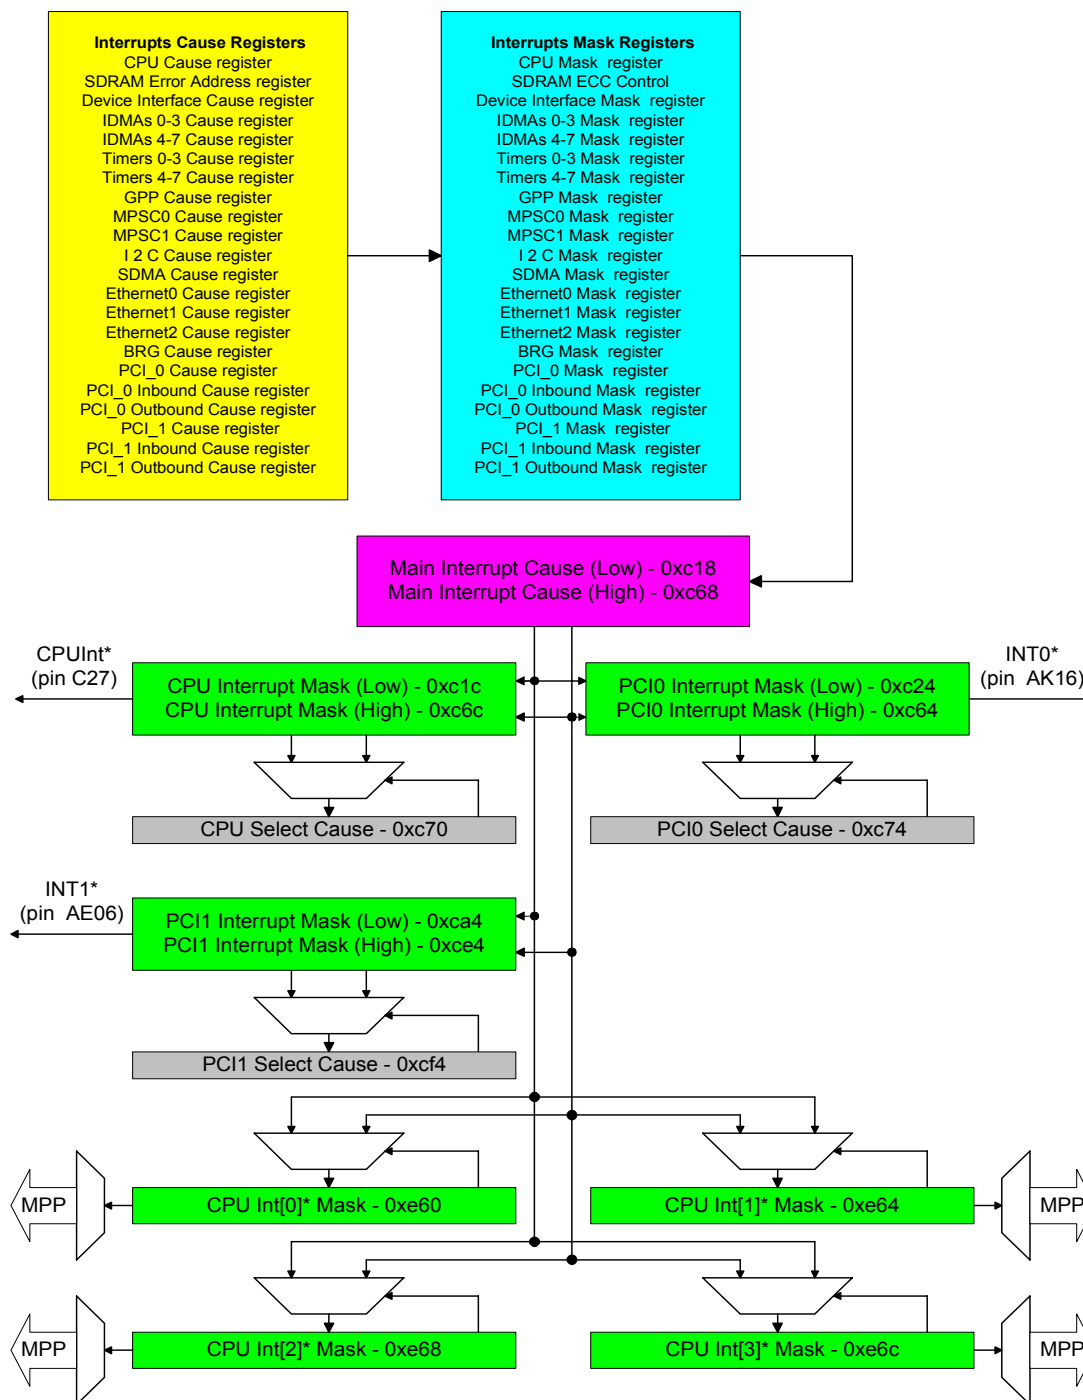 Interrupts Cause Registers
CPU Cause register
SDRAM Error Address register
Device Interface Cause register
IDMAs 0-3 Cause register
IDMAs 4-7 Cause register
Timers 0-3 Cause register
Timers 4-7 Cause register
GPP Cause register
MPSC0 Cause register
MPSC1 Cause register
I 2 C Cause register
SDMA Cause register
Ethernet0 Cause register
Ethernet1 Cause register
Ethernet2 Cause register
BRG Cause register
PCI_0 Cause register
PCI_0 Inbound Cause register
PCI_0 Outbound Cause register
PCI_1 Cause register
PCI_1 Inbound Cause register
PCI_1 Outbound Cause register
Interrupts Mask Registers
CPU Mask register
SDRAM ECC Control
Device Interface Mask register
IDMAs 0-3 Mask register
IDMAs 4-7 Mask register
Timers 0-3 Mask register
Timers 4-7 Mask register
GPP Mask register
MPSC0 Mask register
MPSC1 Mask register
I 2 C Mask register
SDMA Mask register
Ethernet0 Mask register
Ethernet1 Mask register
Ethernet2 Mask register
BRG Mask register
PCI_0 Mask register
PCI_0 Inbound Mask register
PCI_0 Outbound Mask register
PCI_1 Mask register
PCI_1 Inbound Mask register
PCI_1 Outbound Mask register
Main Interrupt Cause (Low) - 0xc18
Main Interrupt Cause (High) - 0xc68
CPUInt*
(pin C27)
CPU Interrupt Mask (Low) - 0xc1c
CPU Interrupt Mask (High) - 0xc6c
PCI0 Interrupt Mask (Low) - 0xc24
PCI0 Interrupt Mask (High) - 0xc64
INT0*
(pin AK16)
CPU Select Cause - 0xc70
PCI0 Select Cause - 0xc74
INT1*
(pin AE06)
PCI1 Interrupt Mask (Low) - 0xca4
PCI1 Interrupt Mask (High) - 0xce4
PCI1 Select Cause - 0xcf4
MPP
CPU Int[0]* Mask - 0xe60
CPU Int[1]* Mask - 0xe64
MPP
MPP
CPU Int[2]* Mask - 0xe68
CPU Int[3]* Mask - 0xe6c
MPP